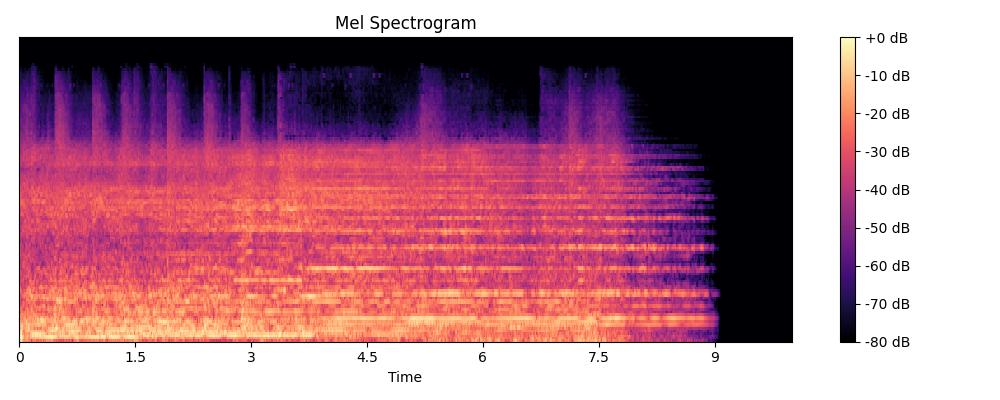 Mel Spectrogram
+0 dB
-10 dB
-20 dB
-30 dB
-40 dB
-50 dB
-60 dB
-70 dB
-80 dB
0 1.5 3 4.5 6 7.5 9
Time